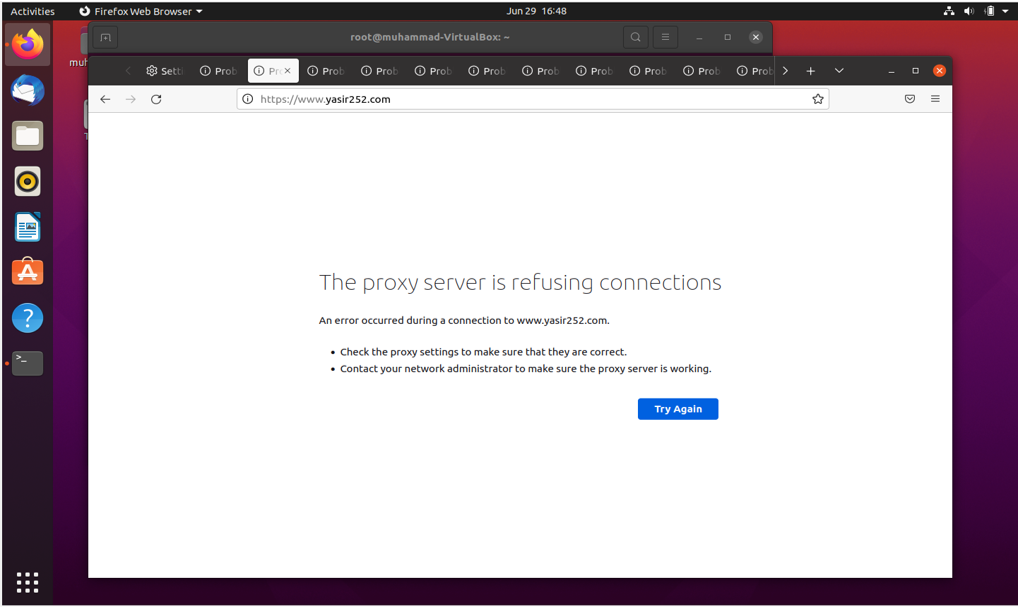 Activities
Firefox Web Browser
Jun 29 16:48
root@muhammad-VirtualBox: ~
Setti
Prob
Pro
Prob
Prob
Prob
Prob
Prob
Prob
Prob
Prob
Prob
https://www.yasir252.com
The proxy server is refusing connections
An error occurred during a connection to www.yasir252.com.
• Check the proxy settings to make sure that they are correct.
• Contact your network administrator to make sure the proxy server is working.
Try Again